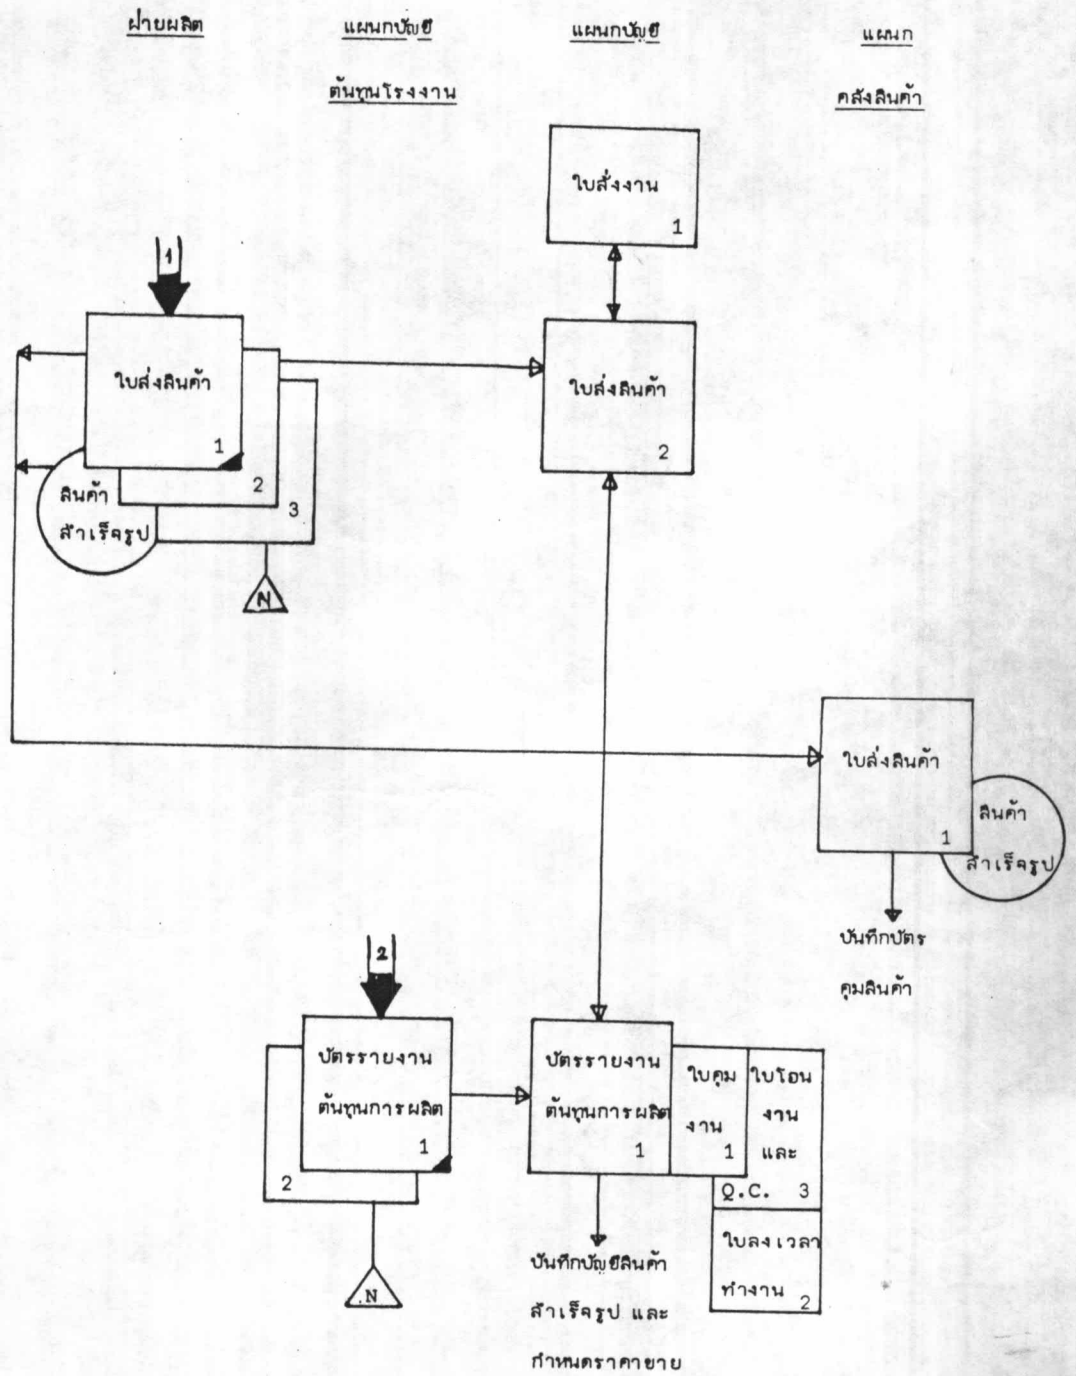 ฝ่ายผลิต
แผนกบัญชี
ต้นทุนโรงงาน
แผนกบัญชี
แผนก
คลังสินค้า
ใบสั่งงาน
1
1
ใบส่งสินค้า
1
2
3
สินค้า
สำเร็จรูป
N
ใบส่งสินค้า
2
ใบส่งสินค้า
1
สินค้า
สำเร็จรูป
บันทึกบัตร
คุมสินค้า
2
บัตรรายงาน
ต้นทุนการผลิต
1
2
N
บัตรรายงาน
ต้นทุนการผลิต
1
ใบคุม
งาน
1
ใบโอน
งาน
และ
Q.C. 3
ใบลงเวลา
ทำงาน 2
บันทึกบัญชีสินค้า
สำเร็จรูป และ
กำหนดราคาขาย